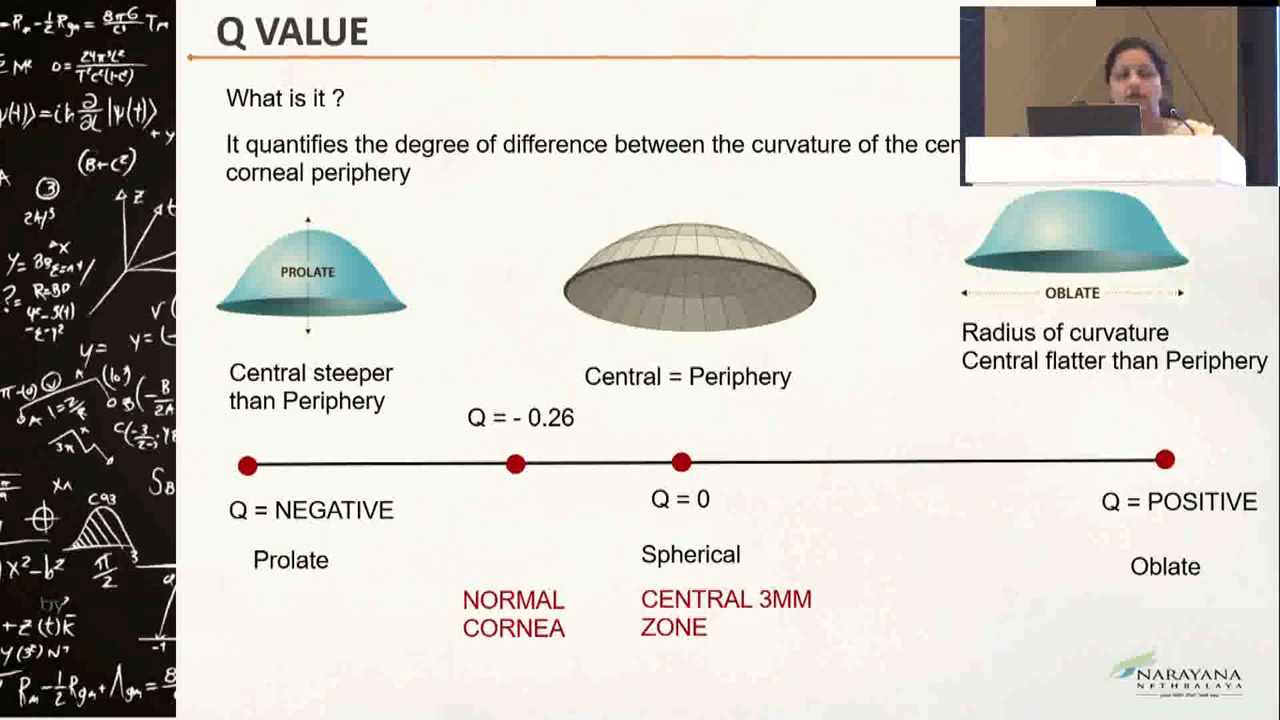 Q VALUE
What is it ?
It quantifies the degree of difference between the curvature of the
corneal periphery
PROLATE
OBLATE
Radius of curvature
Central flatter than Periphery
Central steeper
than Periphery
Central = Periphery
Q = - 0.26
Q = NEGATIVE
Q = 0
Q = POSITIVE
Prolate
Spherical
Oblate
NORMAL
CORNEA
CENTRAL 3MM
ZONE
NARAYANA
NETHRALAYA